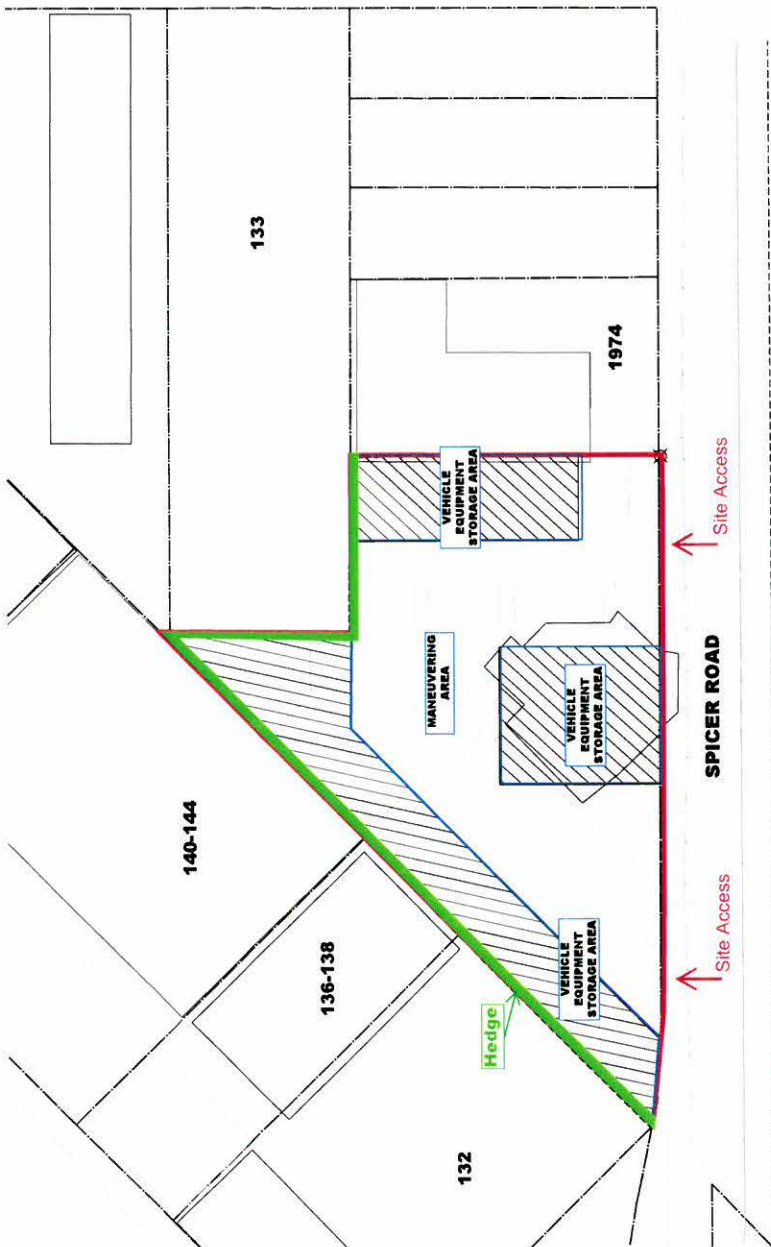 133
1974
VEHICLE
EQUIPMENT
STORAGE AREA
Site Access
MANEUVERING
AREA
VEHICLE
EQUIPMENT
STORAGE AREA
SPICER ROAD
140-144
136-138
VEHICLE
EQUIPMENT
STORAGE AREA
Site Access
Hedge
132